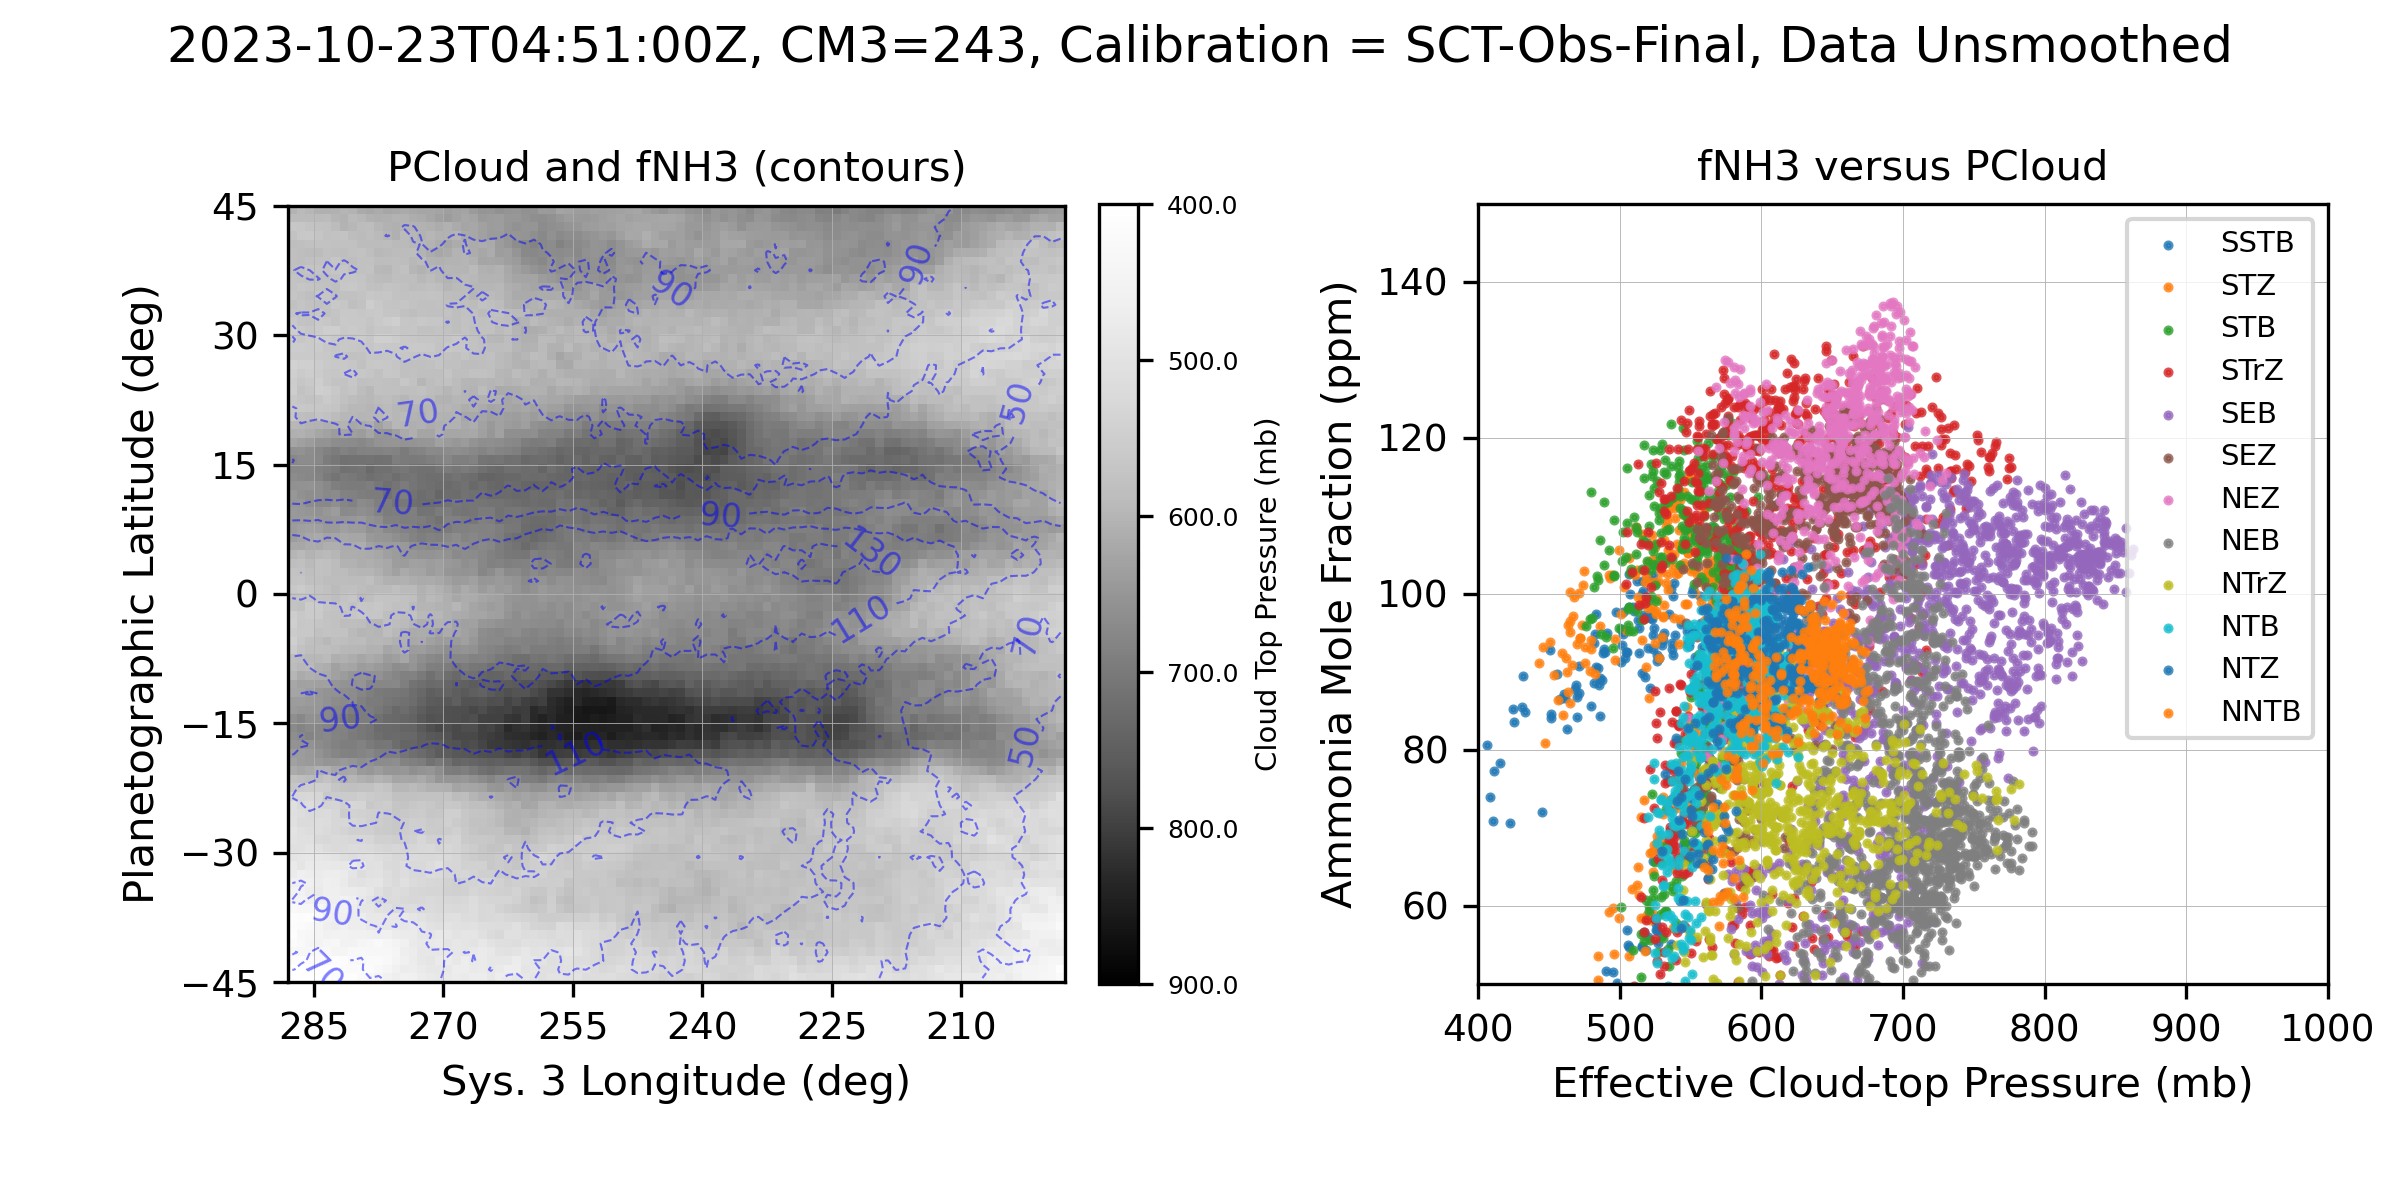 2023-10-23T04:51:00Z, CM3=243, Calibration = SCT-Obs-Final, Data Unsmoothed
PCloud and fNH3 (contours)
45
30
15
0
−15
−30
−45
Planetographic Latitude (deg)
285
270
255
240
225
210
Sys. 3 Longitude (deg)
90
90
70
50
70
90
130
110
70
90
110
50
90
70
400.0
500.0
600.0
700.0
800.0
900.0
Cloud Top Pressure (mb)
fNH3 versus PCloud
140
120
100
80
60
Ammonia Mole Fraction (ppm)
400
500
600
700
800
900
1000
Effective Cloud-top Pressure (mb)
SSTB
STZ
STB
STrZ
SEB
SEZ
NEZ
NEB
NTrZ
NTB
NTZ
NNTB